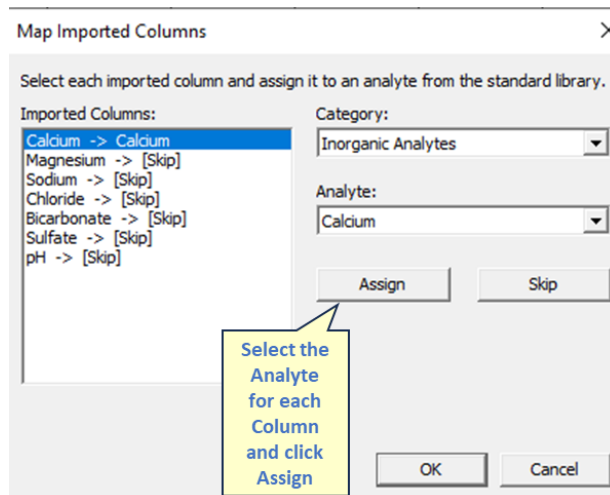 Map Imported Columns
Select each imported column and assign it to an analyte from the standard library.
Imported Columns:
Calcium -> Calcium
Magnesium -> [Skip]
Sodium -> [Skip]
Chloride -> [Skip]
Bicarbonate -> [Skip]
Sulfate -> [Skip]
pH -> [Skip]
Category:
Inorganic Analytes
Analyte:
Calcium
Assign
Skip
Select the
Analyte
for each
Column
and click
Assign
OK
Cancel